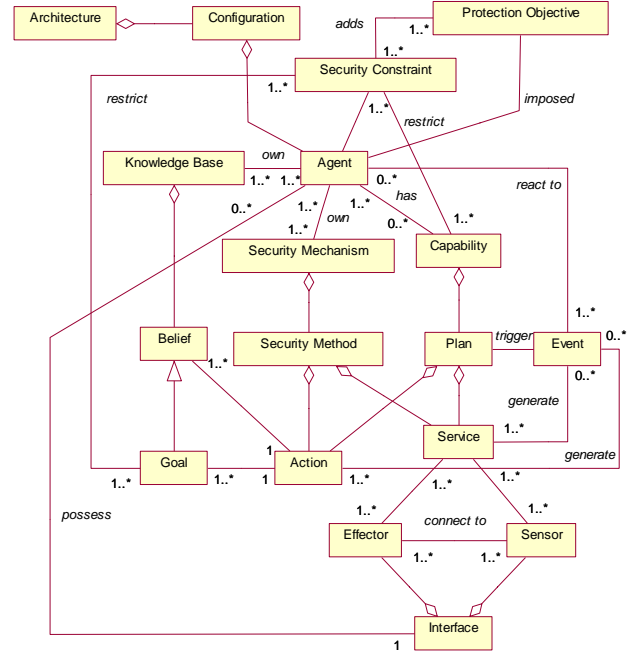 Architecture
Configuration
Protection Objective
adds
1..*
1..*
Security Constraint
1..*
1..*
restrict
restrict
imposed
Knowledge Base
own
1..*
1..*
Agent
0..*
has
react to
0..*
1..*
1..*
own
1..*
0..*
1..*
Security Mechanism
Capability
1..*
0..*
Belief
1..*
Security Method
Plan
trigger
Event
0..*
generate
1..*
Service
generate
1
Goal
1..*
1..*
1
Action
1..*
1..*
1..*
possess
1..*
1..*
Effector
connect to
Sensor
1..*
1..*
Interface
1